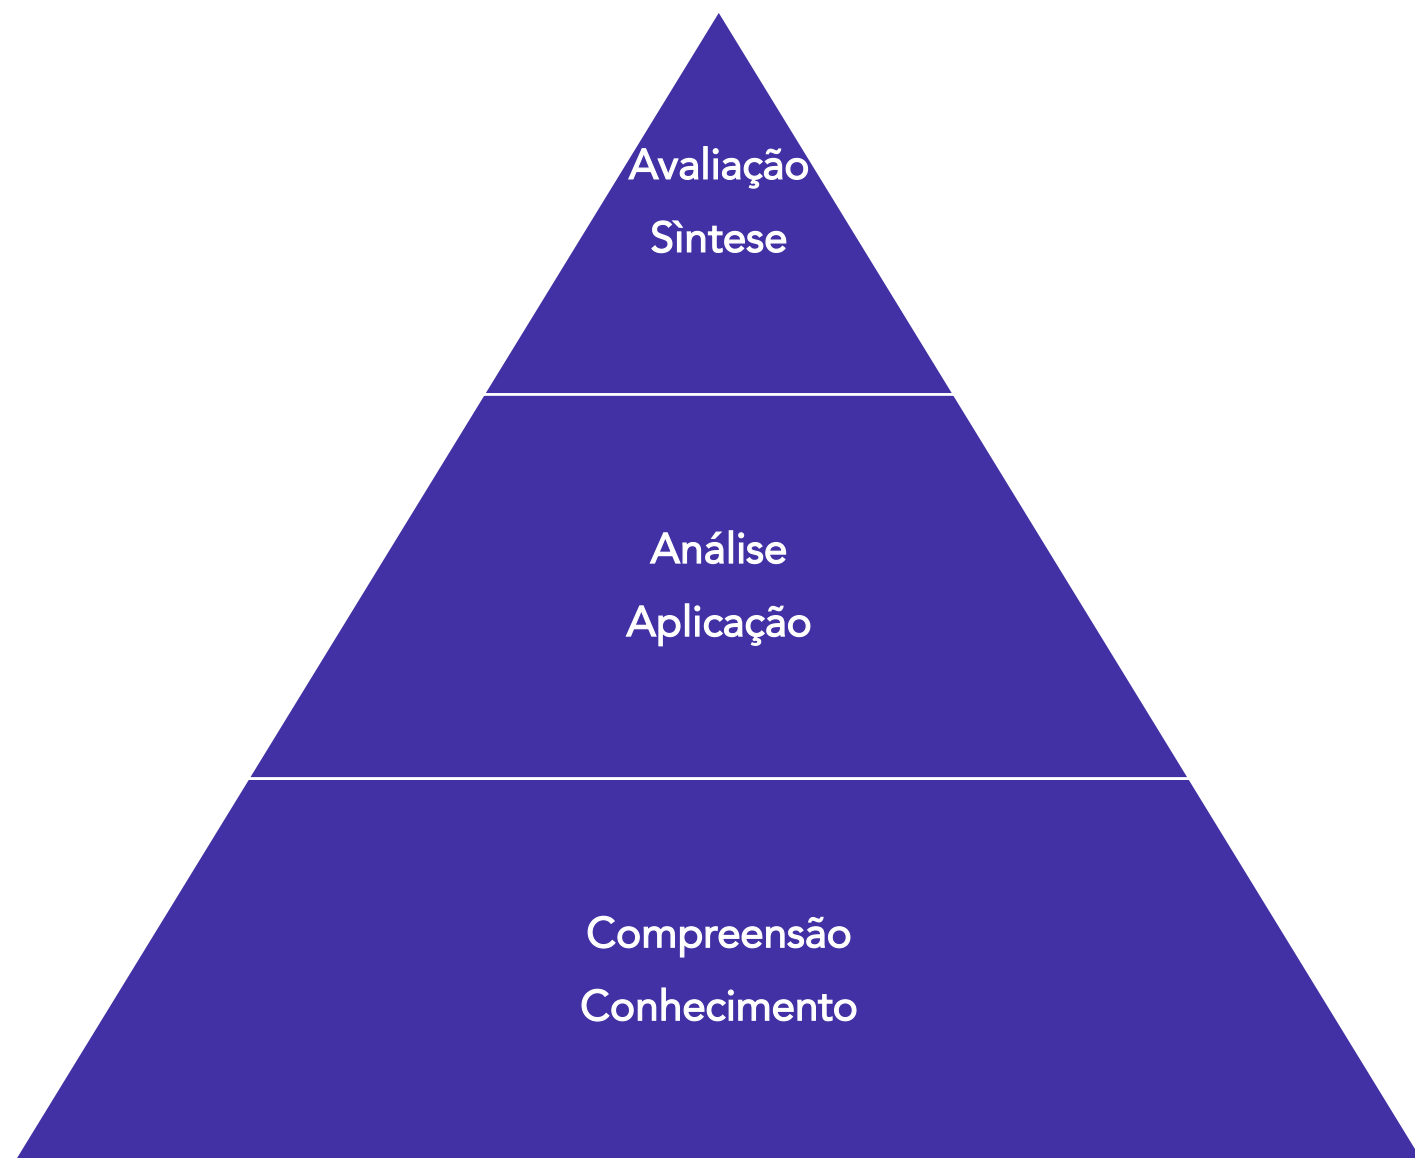 Avaliação
Sìntese
Análise
Aplicação
Compreensão
Conhecimento